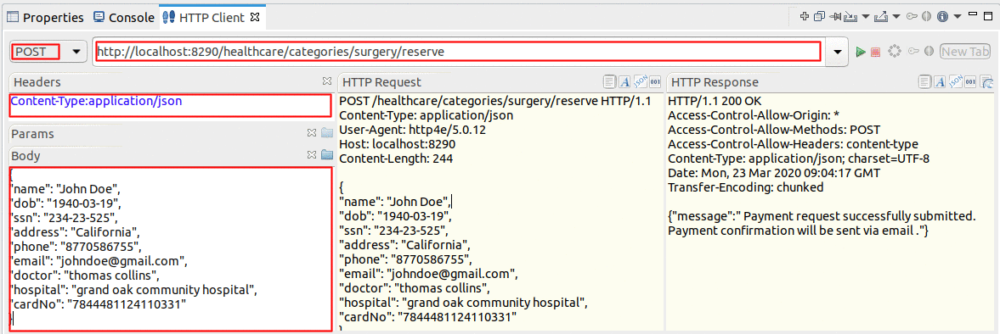 Properties Console HTTP Client
POST http://localhost:8290/healthcare/categories/surgery/reserve New Tab
Headers
Content-Type:application/json
Params
Body
{
"name": "John Doe",
"dob": "1940-03-19",
"ssn": "234-23-525",
"address": "California",
"phone": "8770586755",
"email": "johndoe@gmail.com",
"doctor": "thomas collins",
"hospital": "grand oak community hospital",
"cardNo": "7844481124110331"
}
HTTP Request
POST /healthcare/categories/surgery/reserve HTTP/1.1
Content-Type: application/json
User-Agent: http4e/5.0.12
Host: localhost:8290
Content-Length: 244
{
"name": "John Doe",
"dob": "1940-03-19",
"ssn": "234-23-525",
"address": "California",
"phone": "8770586755",
"email": "johndoe@gmail.com",
"doctor": "thomas collins",
"hospital": "grand oak community hospital",
"cardNo": "7844481124110331"
}
HTTP Response
HTTP/1.1 200 OK
Access-Control-Allow-Origin: *
Access-Control-Allow-Methods: POST
Access-Control-Allow-Headers: content-type
Content-Type: application/json; charset=UTF-8
Date: Mon, 23 Mar 2020 09:04:17 GMT
Transfer-Encoding: chunked
{"message":" Payment request successfully submitted.
Payment confirmation will be sent via email ."}